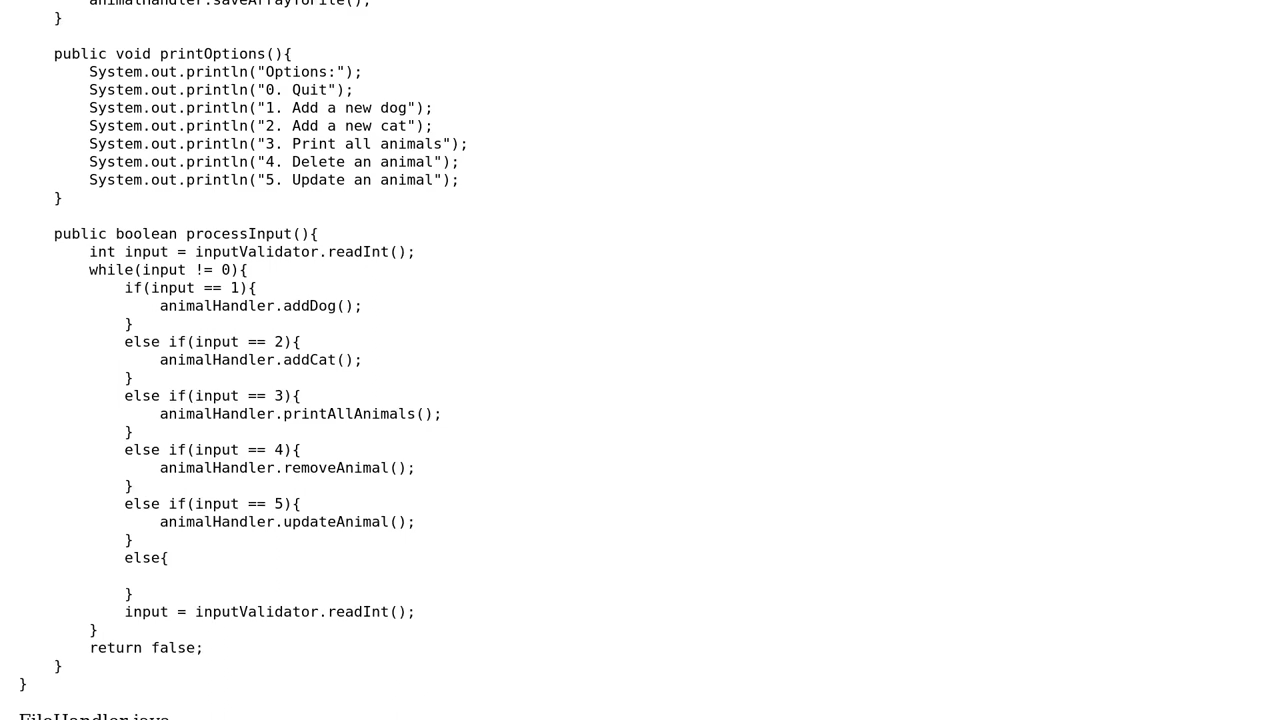 animalHandler.saveArrayToFile();
    }

    public void printOptions(){
        System.out.println("Options:");
        System.out.println("0. Quit");
        System.out.println("1. Add a new dog");
        System.out.println("2. Add a new cat");
        System.out.println("3. Print all animals");
        System.out.println("4. Delete an animal");
        System.out.println("5. Update an animal");
    }

    public boolean processInput(){
        int input = inputValidator.readInt();
        while(input != 0){
            if(input == 1){
                animalHandler.addDog();
            }
            else if(input == 2){
                animalHandler.addCat();
            }
            else if(input == 3){
                animalHandler.printAllAnimals();
            }
            else if(input == 4){
                animalHandler.removeAnimal();
            }
            else if(input == 5){
                animalHandler.updateAnimal();
            }
            else{

            }
            input = inputValidator.readInt();
        }
        return false;
    }
}

FileHandler.java